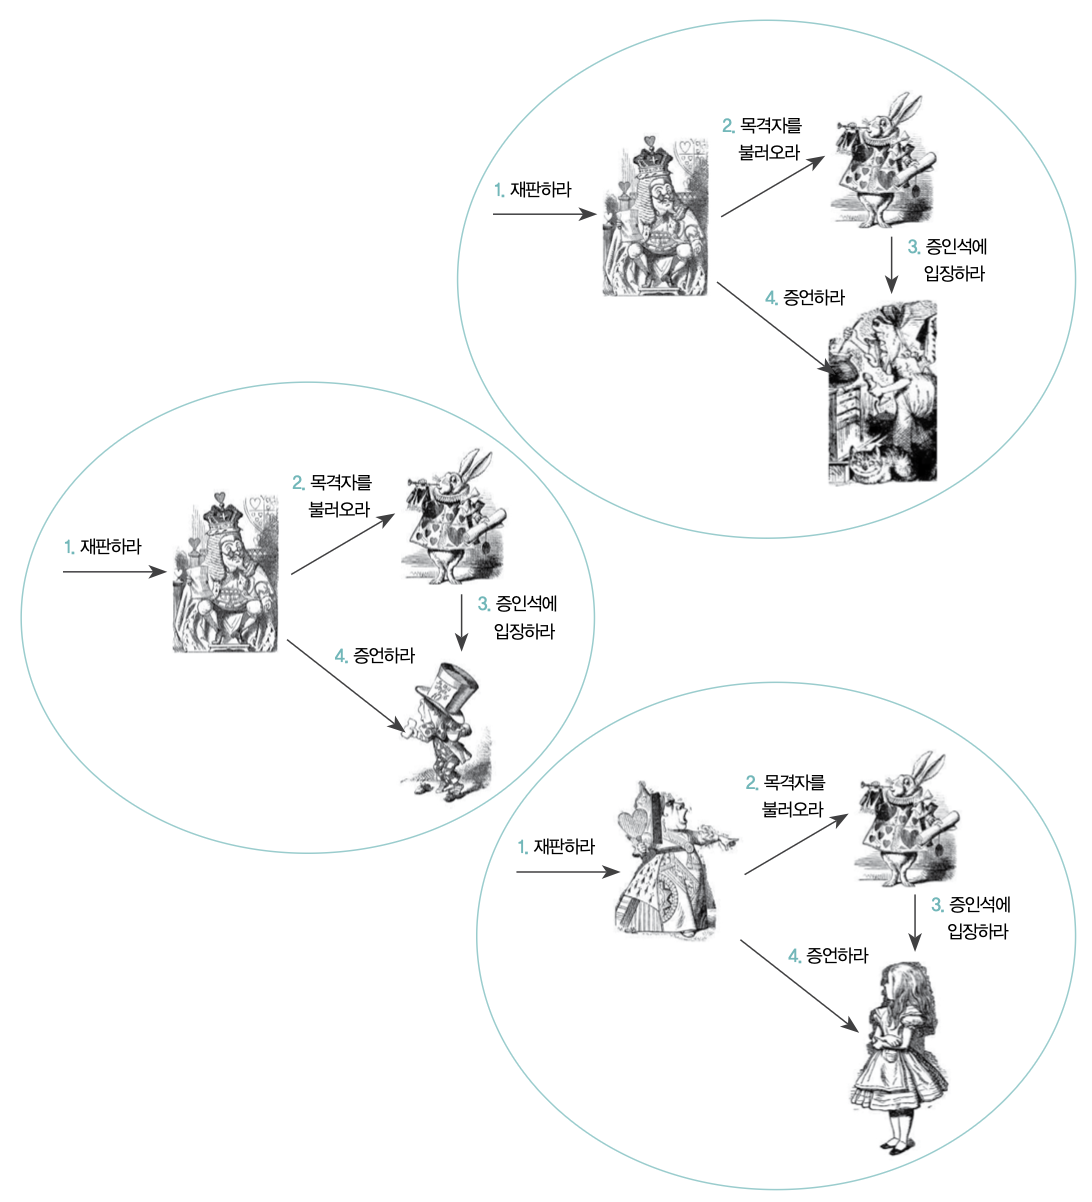 1. 재판하라
2. 목격자를
불러오라
3. 증인석에
입장하라
4. 증언하라
1. 재판하라
2. 목격자를
불러오라
3. 증인석에
입장하라
4. 증언하라
1. 재판하라
2. 목격자를
불러오라
3. 증인석에
입장하라
4. 증언하라